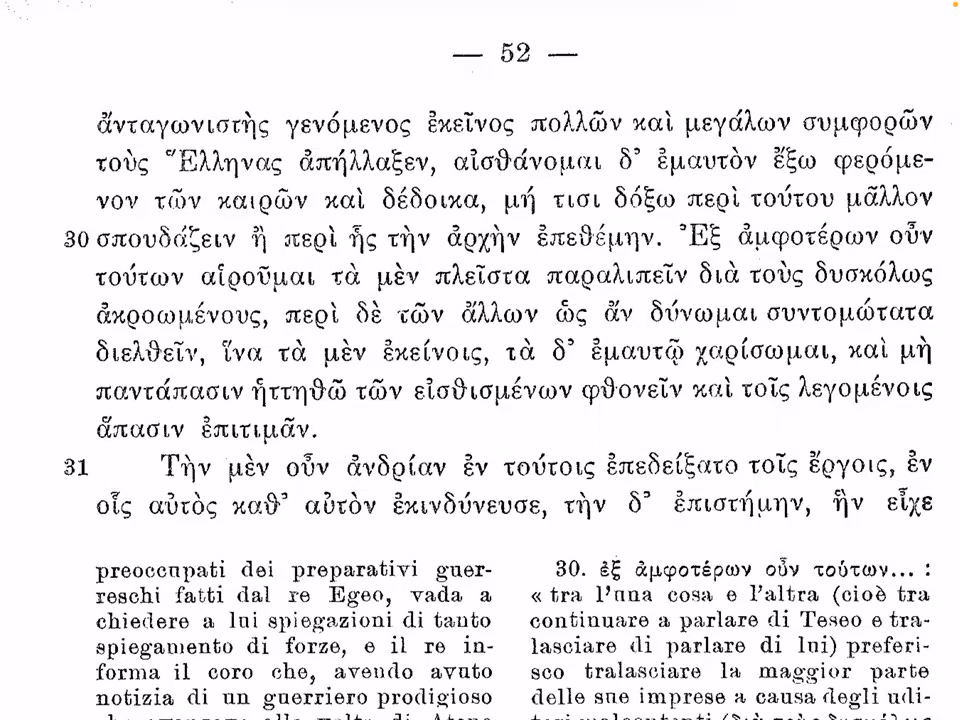 — 52 —
ἀνταγωνιστὴς γενόμενος ἐκεῖνος πολλῶν καὶ μεγάλων συμφορῶν
τοὺς Ἕλληνας ἀπήλλαξεν, αἰσθάνομαι δ' ἐμαυτὸν ἔξω φερόμε-
νον τῶν καιρῶν καὶ δέδοικα, μή τισι δόξω περὶ τούτου μᾶλλον
30 σπουδάζειν ἢ περὶ ἧς τὴν ἀρχὴν ἐπεθέμην. Ἐξ ἀμφοτέρων οὖν
τούτων αἱροῦμαι τὰ μὲν πλεῖστα παραλιπεῖν διὰ τοὺς δυσκόλως
ἀκροωμένους, περὶ δὲ τῶν ἄλλων ὡς ἂν δύνωμαι συντομώτατα
διελθεῖν, ἵνα τὰ μὲν ἐκείνοις, τὰ δ' ἐμαυτῷ χαρίσωμαι, καὶ μὴ
παντάπασιν ἡττηθῶ τῶν εἰσθισμένων φθονεῖν καὶ τοῖς λεγομένοις
ἅπασιν ἐπιτιμᾶν.
31 Τὴν μὲν οὖν ἀνδρίαν ἐν τούτοις ἐπεδείξατο τοῖς ἔργοις, ἐν
οἷς αὐτὸς καθ' αὑτὸν ἐκινδύνευσε, τὴν δ' ἐπιστήμην, ἣν εἶχε
preoccupati dei preparativi guer-
reschi fatti dal re Egeo, vada a
chiedere a lui spiegazioni di tanto
spiegamento di forze, e il re in-
forma il coro che, avendo avuto
notizia di un guerriero prodigioso
30. ἐξ ἀμφοτέρων οὖν τούτων... :
« tra l'una cosa e l'altra (cioè tra
continuare a parlare di Teseo e tra-
lasciare di parlare di lui) preferi-
sco tralasciare la maggior parte
delle sue imprese a causa degli udi-